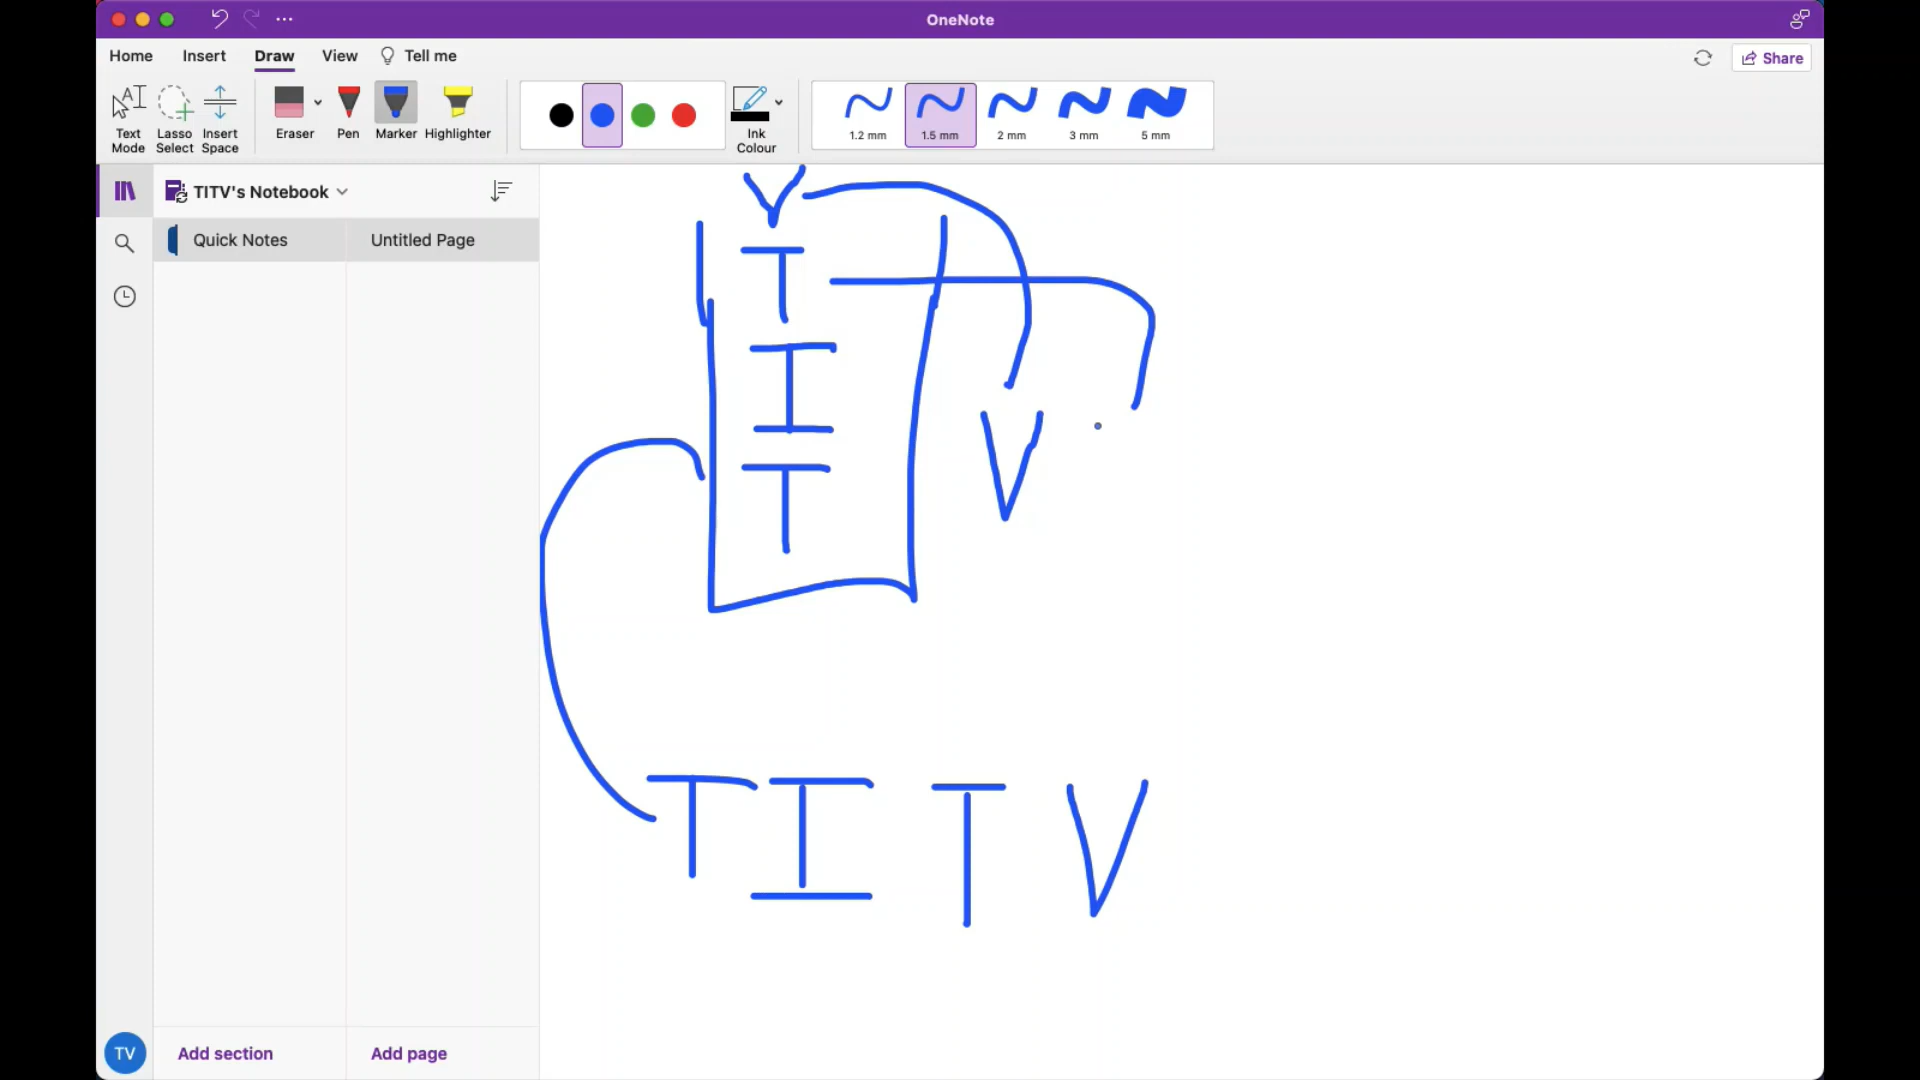 OneNote
Home Insert Draw View Tell me
Share
Text Mode
Lasso Select
Insert Space
Eraser
Pen
Marker
Highlighter
Ink Colour
1.2 mm
1.5 mm
2 mm
3 mm
5 mm
TITV's Notebook
Quick Notes
Untitled Page
V
T
I
T
V
T I T V
TV
Add section
Add page